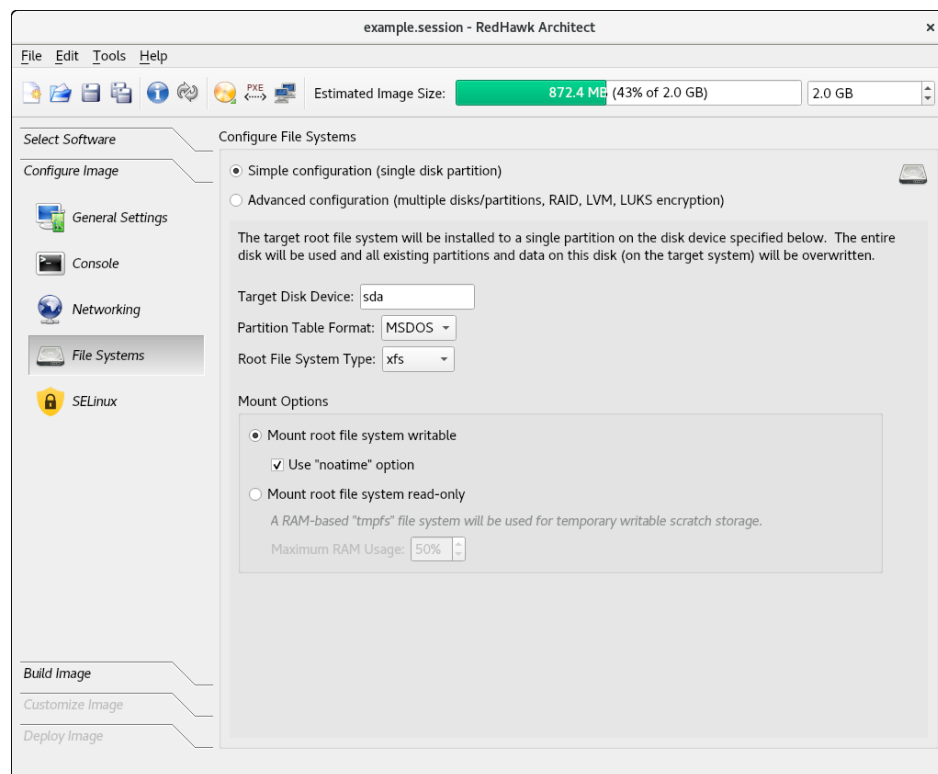 example.session - RedHawk Architect
File Edit Tools Help
PXE
Estimated Image Size: 872.4 MB (43% of 2.0 GB) 2.0 GB
Select Software
Configure Image
General Settings
Console
Networking
File Systems
SELinux
Build Image
Customize Image
Deploy Image
Configure File Systems
Simple configuration (single disk partition)
Advanced configuration (multiple disks/partitions, RAID, LVM, LUKS encryption)
The target root file system will be installed to a single partition on the disk device specified below. The entire
disk will be used and all existing partitions and data on this disk (on the target system) will be overwritten.
Target Disk Device: sda
Partition Table Format: MSDOS
Root File System Type: xfs
Mount Options
Mount root file system writable
Use "noatime" option
Mount root file system read-only
A RAM-based "tmpfs" file system will be used for temporary writable scratch storage.
Maximum RAM Usage: 50%